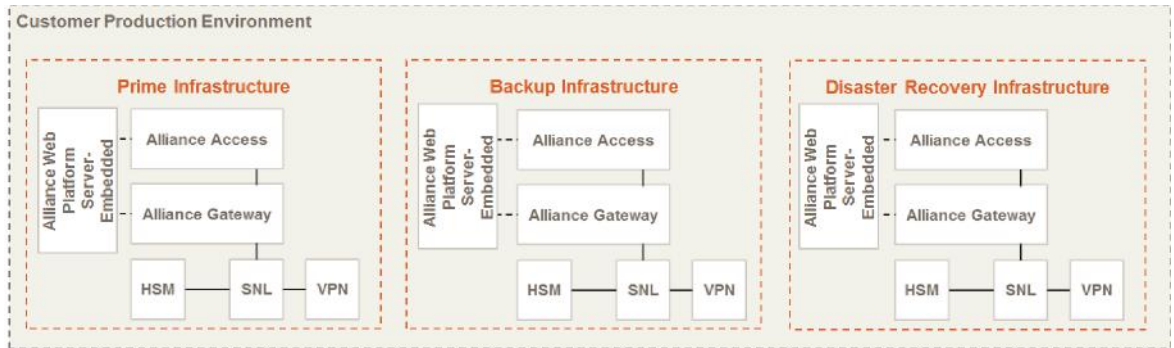 Customer Production Environment
Prime Infrastructure
Alliance Web
Platform
Server-
Embedded
Alliance Access
Alliance Gateway
HSM
SNL
VPN
Backup Infrastructure
Alliance Web
Platform
Server-
Embedded
Alliance Access
Alliance Gateway
HSM
SNL
VPN
Disaster Recovery Infrastructure
Alliance Web
Platform
Server-
Embedded
Alliance Access
Alliance Gateway
HSM
SNL
VPN